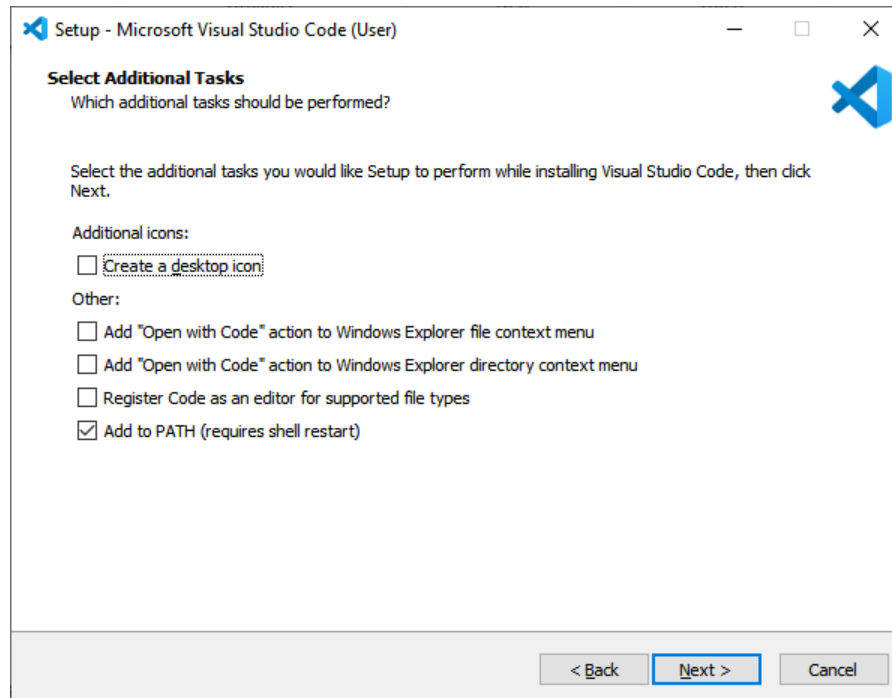 Setup - Microsoft Visual Studio Code (User)
Select Additional Tasks
Which additional tasks should be performed?
Select the additional tasks you would like Setup to perform while installing Visual Studio Code, then click
Next.
Additional icons:
Create a desktop icon
Other:
Add "Open with Code" action to Windows Explorer file context menu
Add "Open with Code" action to Windows Explorer directory context menu
Register Code as an editor for supported file types
Add to PATH (requires shell restart)
< Back Next > Cancel